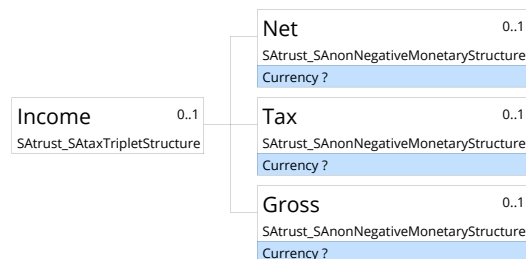 Net 0..1
SAtrust_SAnonNegativeMonetaryStructure
Currency ?
Income 0..1
SAtrust_SAtaxTripletStructure
Tax 0..1
SAtrust_SAnonNegativeMonetaryStructure
Currency ?
Gross 0..1
SAtrust_SAnonNegativeMonetaryStructure
Currency ?